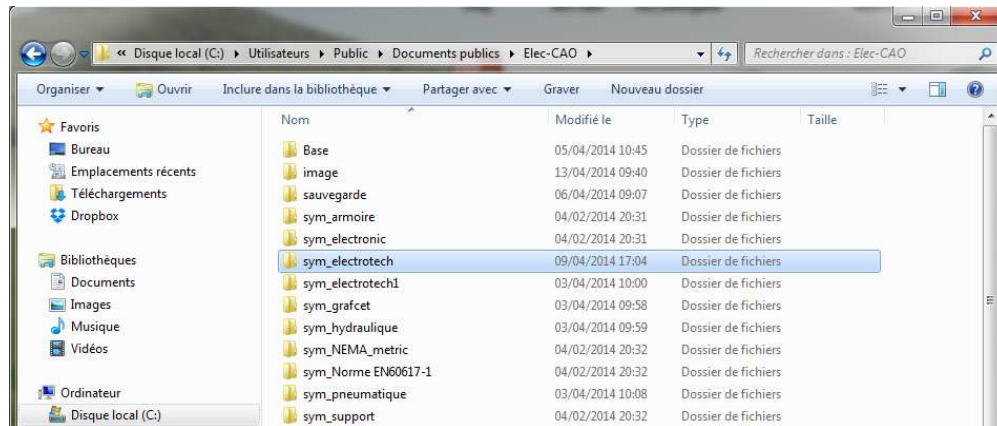 « Disque local (C:) ▸ Utilisateurs ▸ Public ▸ Documents publics ▸ Elec-CAO ▸ Rechercher dans : Elec-CAO
Organiser Ouvrir Inclure dans la bibliothèque Partager avec Graver Nouveau dossier
Favoris
Bureau
Emplacements récents
Téléchargements
Dropbox
Bibliothèques
Documents
Images
Musique
Vidéos
Ordinateur
Disque local (C:)
Nom Modifié le Type Taille
Base 05/04/2014 10:45 Dossier de fichiers
image 13/04/2014 09:40 Dossier de fichiers
sauvegarde 06/04/2014 09:07 Dossier de fichiers
sym_armoire 04/02/2014 20:31 Dossier de fichiers
sym_electronic 04/02/2014 20:31 Dossier de fichiers
sym_electrotech 09/04/2014 17:04 Dossier de fichiers
sym_electrotech1 03/04/2014 10:00 Dossier de fichiers
sym_grafcet 03/04/2014 09:58 Dossier de fichiers
sym_hydraulique 03/04/2014 09:59 Dossier de fichiers
sym_NEMA_metric 04/02/2014 20:32 Dossier de fichiers
sym_Norme EN60617-1 04/02/2014 20:32 Dossier de fichiers
sym_pneumatique 03/04/2014 10:08 Dossier de fichiers
sym_support 04/02/2014 20:32 Dossier de fichiers